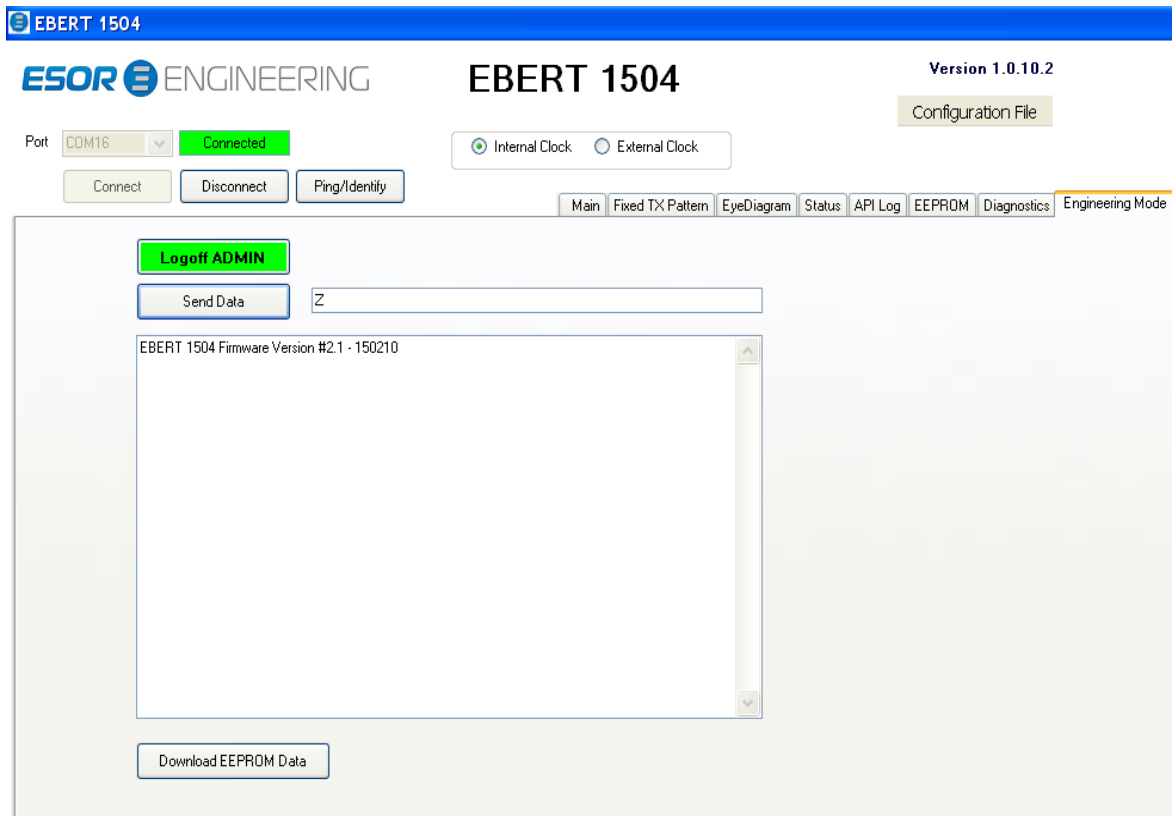 EBERT 1504
ESOR ENGINEERING
EBERT 1504
Version 1.0.10.2
Configuration File
Port COM16 Connected
Internal Clock External Clock
Connect Disconnect Ping/Identify
Main Fixed TX Pattern EyeDiagram Status API Log EEPROM Diagnostics Engineering Mode
Logoff ADMIN
Send Data Z
EBERT 1504 Firmware Version #2.1 - 150210
Download EEPROM Data